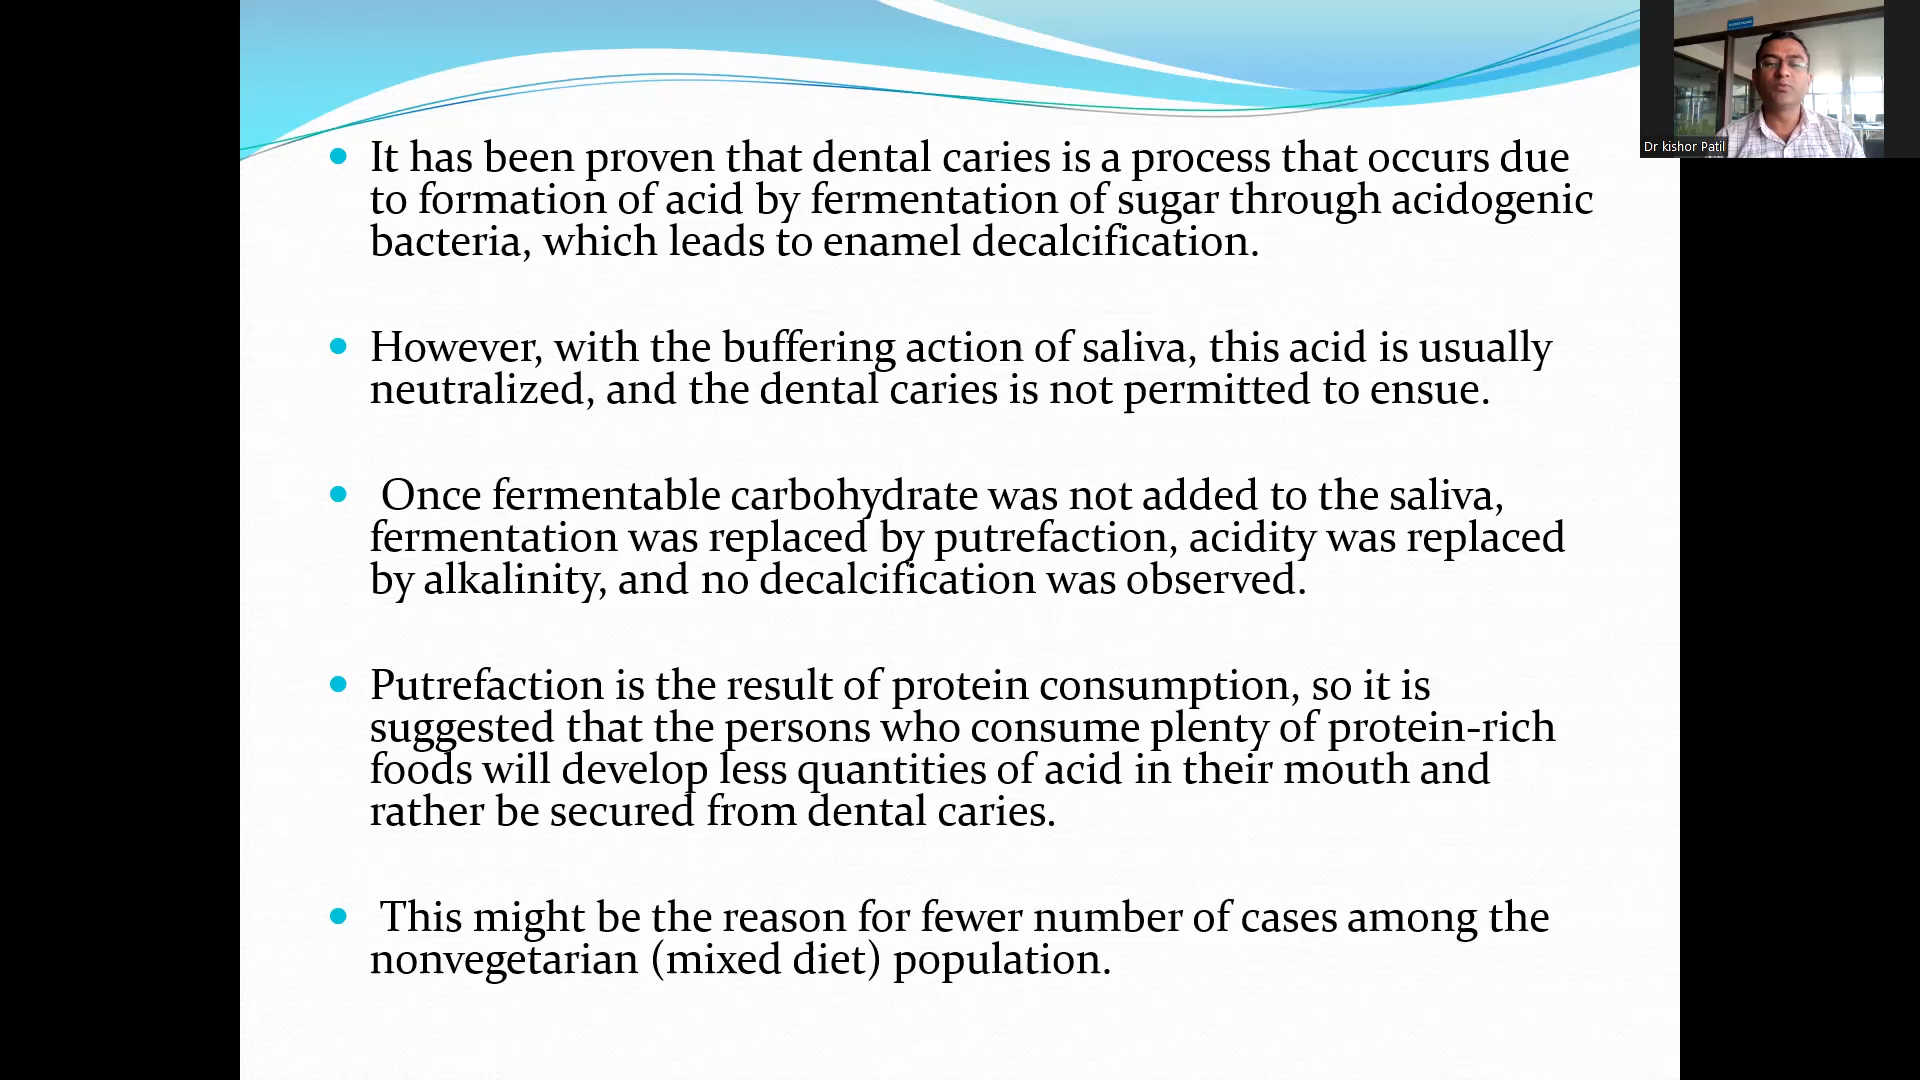 Dr kishor Patil
It has been proven that dental caries is a process that occurs due
to formation of acid by fermentation of sugar through acidogenic
bacteria, which leads to enamel decalcification.
However, with the buffering action of saliva, this acid is usually
neutralized, and the dental caries is not permitted to ensue.
Once fermentable carbohydrate was not added to the saliva,
fermentation was replaced by putrefaction, acidity was replaced
by alkalinity, and no decalcification was observed.
Putrefaction is the result of protein consumption, so it is
suggested that the persons who consume plenty of protein-rich
foods will develop less quantities of acid in their mouth and
rather be secured from dental caries.
This might be the reason for fewer number of cases among the
nonvegetarian (mixed diet) population.